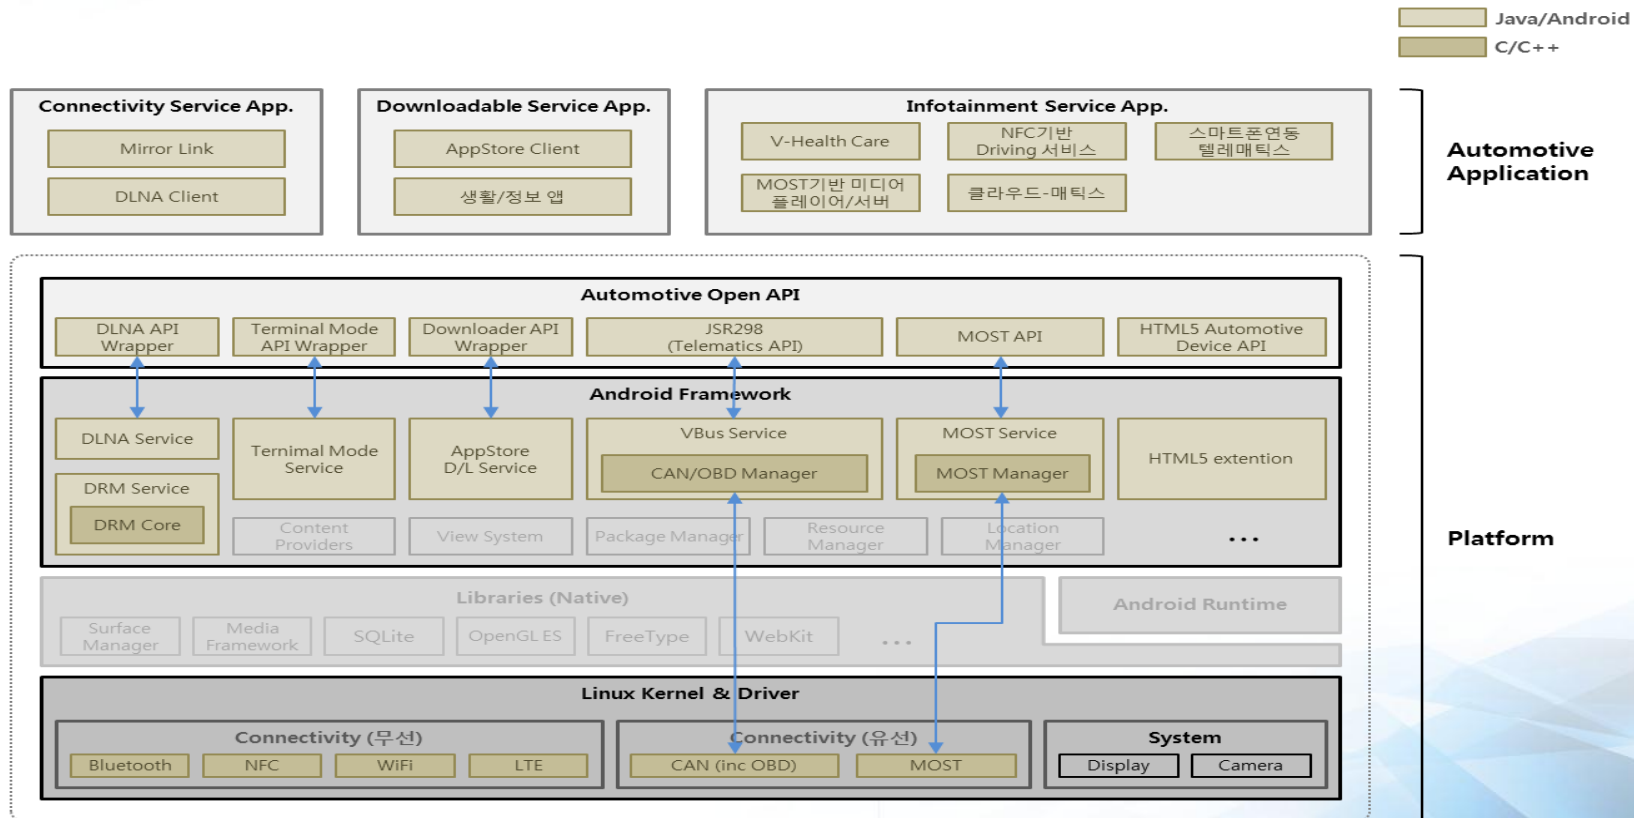 Java/Android
C/C++
Connectivity Service App.
Mirror Link
DLNA Client
Downloadable Service App.
AppStore Client
생활/정보 앱
Infotainment Service App.
V-Health Care
NFC기반
Driving 서비스
스마트폰연동
텔레매틱스
MOST기반 미디어
플레이어/서버
클라우드-매틱스
Automotive
Application
Automotive Open API
DLNA API
Wrapper
Terminal Mode
API Wrapper
Downloader API
Wrapper
JSR298
(Telematics API)
MOST API
HTML5 Automotive
Device API
Android Framework
DLNA Service
DRM Service
DRM Core
Ternimal Mode
Service
AppStore
D/L Service
VBus Service
CAN/OBD Manager
MOST Service
MOST Manager
HTML5 extention
Content
Providers
View System
Package Manager
Resource
Manager
Location
Manager
...
Platform
Libraries (Native)
Surface
Manager
Media
Framework
SQLite
OpenGL ES
FreeType
WebKit
...
Android Runtime
Linux Kernel & Driver
Connectivity (무선)
Bluetooth
NFC
WiFi
LTE
Connectivity (유선)
CAN (inc OBD)
MOST
System
Display
Camera